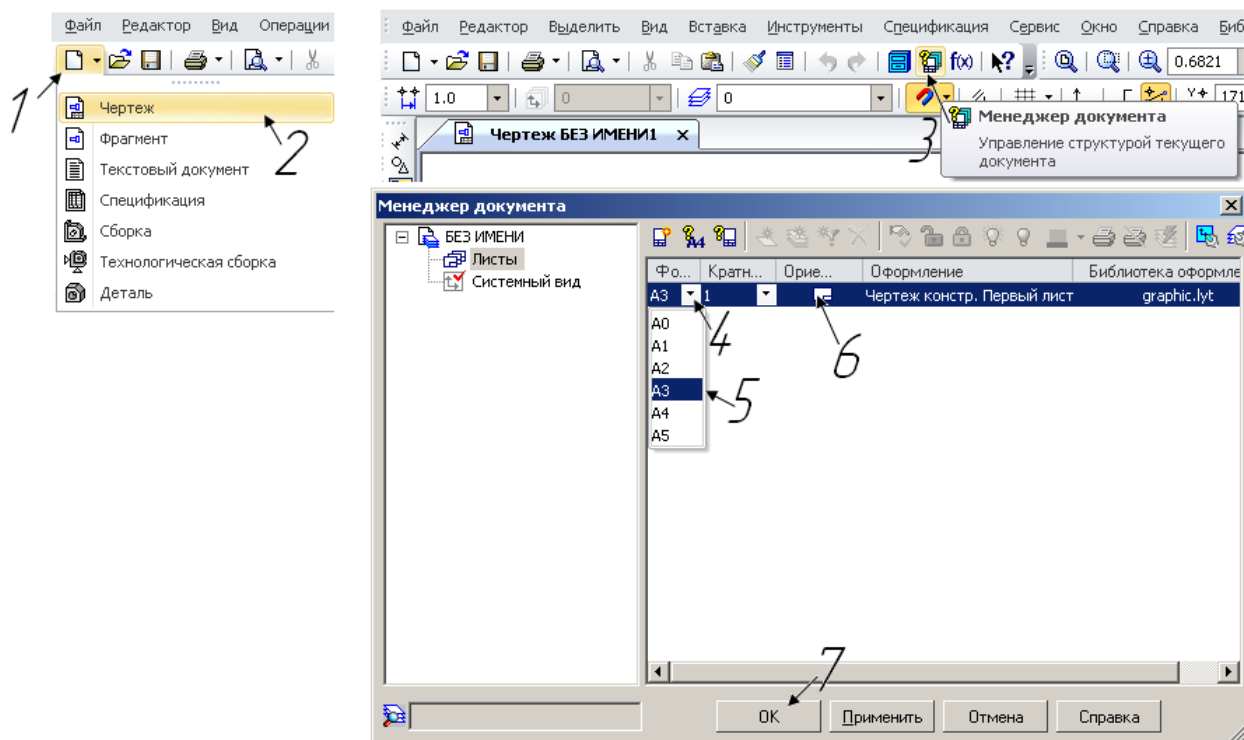 Файл Редактор Вид Операции
1
Чертеж
2
Фрагмент
Текстовый документ
Спецификация
Сборка
Технологическая сборка
Деталь
Файл Редактор Выделить Вид Вставка Инструменты Спецификация Сервис Окно Справка Биб
f(x) 0.6821
1.0 0 0 171
Чертеж БЕЗ ИМЕНИ1 x
3
Менеджер документа
Управление структурой текущего
документа
Менеджер документа
БЕЗ ИМЕНИ
Листы
Системный вид
A4
Фо... Кратн... Орие... Оформление Библиотека оформле
A3 1 Чертеж констр. Первый лист graphic.lyt
A0
A1
A2
A3
A4
A5
4
5
6
7
OK Применить Отмена Справка